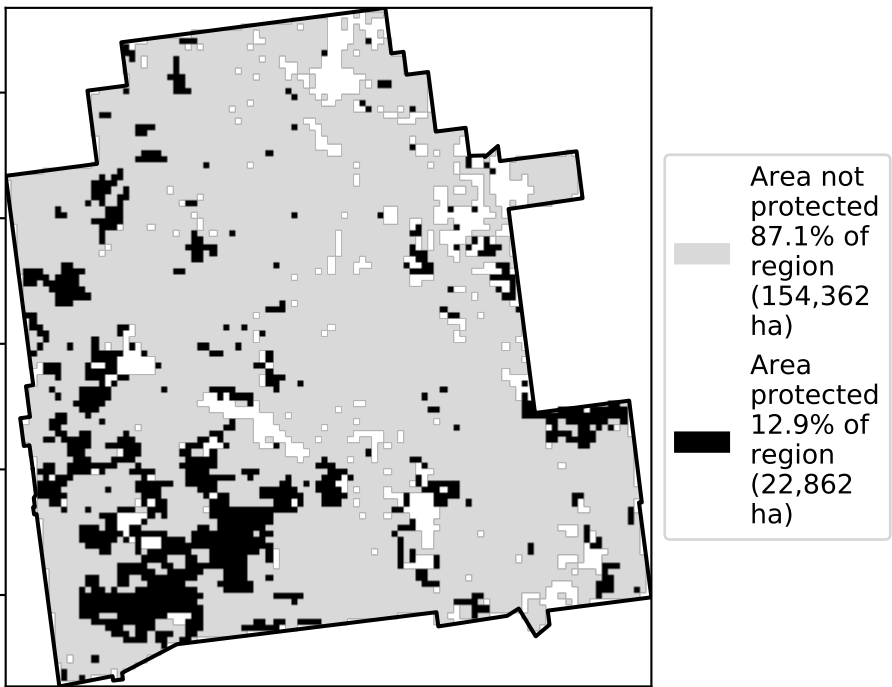 Area not
protected
87.1% of
region
(154,362
ha)
Area
protected
12.9% of
region
(22,862
ha)